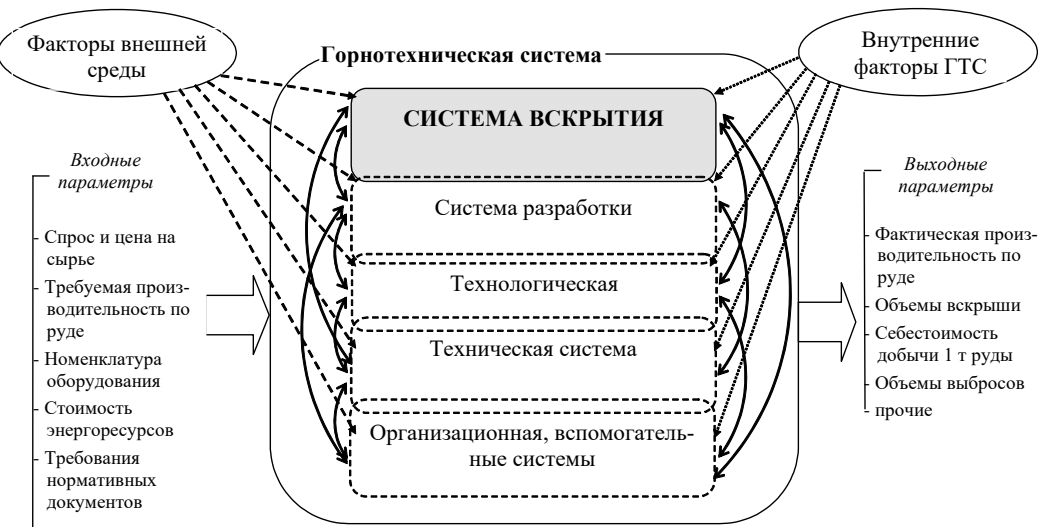 Факторы внешней
среды
Горнотехническая система
Внутренние
факторы ГТС
Входные
параметры
- Спрос и цена на
сырье
- Требуемая произ-
водительность по
руде
- Номенклатура
оборудования
- Стоимость
энергоресурсов
- Требования
нормативных
документов
СИСТЕМА ВСКРЫТИЯ
Система разработки
Технологическая
Техническая система
Организационная, вспомогатель-
ные системы
Выходные
параметры
- Фактическая произ-
водительность по
руде
- Объемы вскрыши
- Себестоимость
добычи 1 т руды
- Объемы выбросов
- прочие